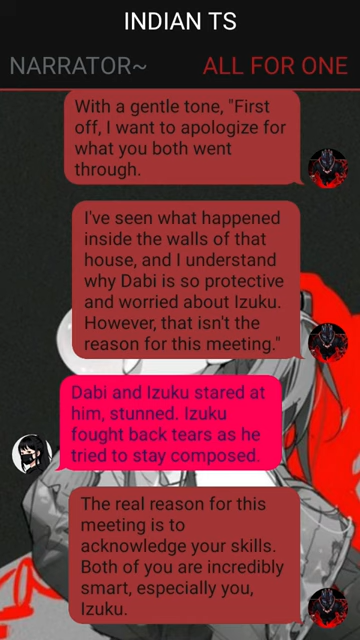 INDIAN TS
NARRATOR~ ALL FOR ONE
With a gentle tone, "First
off, I want to apologize for
what you both went
through.
I've seen what happened
inside the walls of that
house, and I understand
why Dabi is so protective
and worried about Izuku.
However, that isn't the
reason for this meeting."
Dabi and Izuku stared at
him, stunned. Izuku
fought back tears as he
tried to stay composed.
The real reason for this
meeting is to
acknowledge your skills.
Both of you are incredibly
smart, especially you,
Izuku.